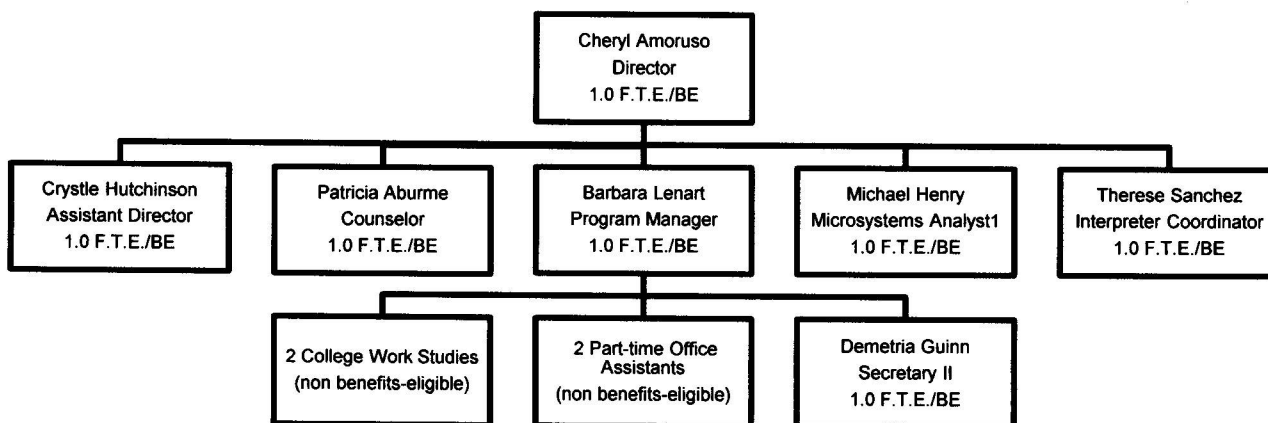 Cheryl Amoruso
Director
1.0 F.T.E./BE
Crystle Hutchinson
Assistant Director
1.0 F.T.E./BE
Patricia Aburme
Counselor
1.0 F.T.E./BE
Barbara Lenart
Program Manager
1.0 F.T.E./BE
Michael Henry
Microsystems Analyst1
1.0 F.T.E./BE
Therese Sanchez
Interpreter Coordinator
1.0 F.T.E./BE
2 College Work Studies
(non benefits-eligible)
2 Part-time Office
Assistants
(non benefits-eligible)
Demetria Guinn
Secretary II
1.0 F.T.E./BE